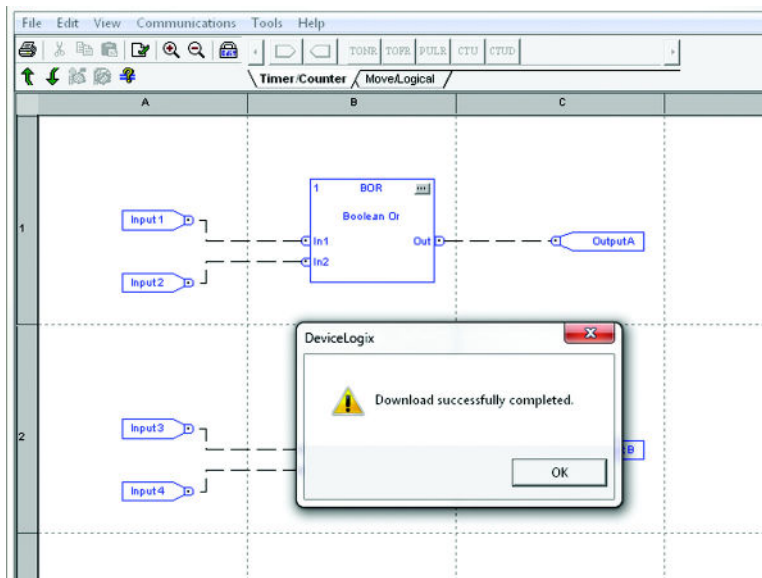 File Edit View Communications Tools Help
TONR TOFR PULR CTU CTUD
Timer/Counter Move/Logical
A B C
1 BOR
Boolean Or
Input1
1
In1 Out OutputA
In2
Input2
DeviceLogix
Download successfully completed.
Input3
2
B
OK
Input4